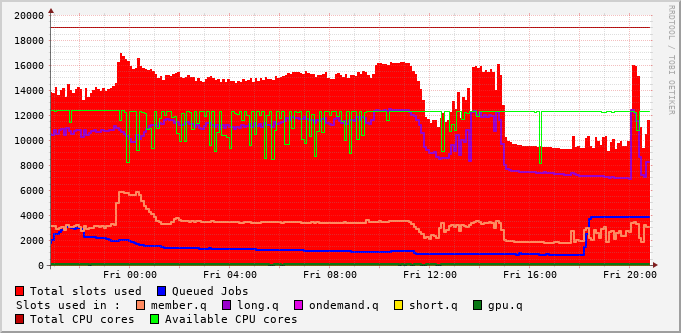 RRDTOOL / TOBI OETIKER
20000
18000
16000
14000
12000
10000
8000
6000
4000
2000
0
Fri 00:00 Fri 04:00 Fri 08:00 Fri 12:00 Fri 16:00 Fri 20:00
Total slots used Queued Jobs
Slots used in : member.q long.q ondemand.q short.q gpu.q
Total CPU cores Available CPU cores